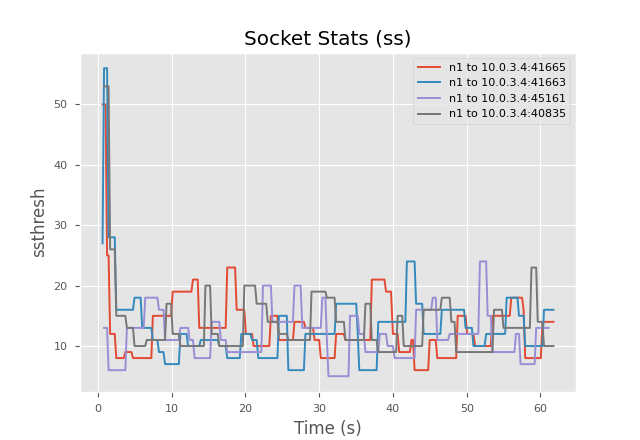 Socket Stats (ss)
n1 to 10.0.3.4:41665
n1 to 10.0.3.4:41663
n1 to 10.0.3.4:45161
n1 to 10.0.3.4:40835
ssthresh
50
40
30
20
10
0 10 20 30 40 50 60
Time (s)